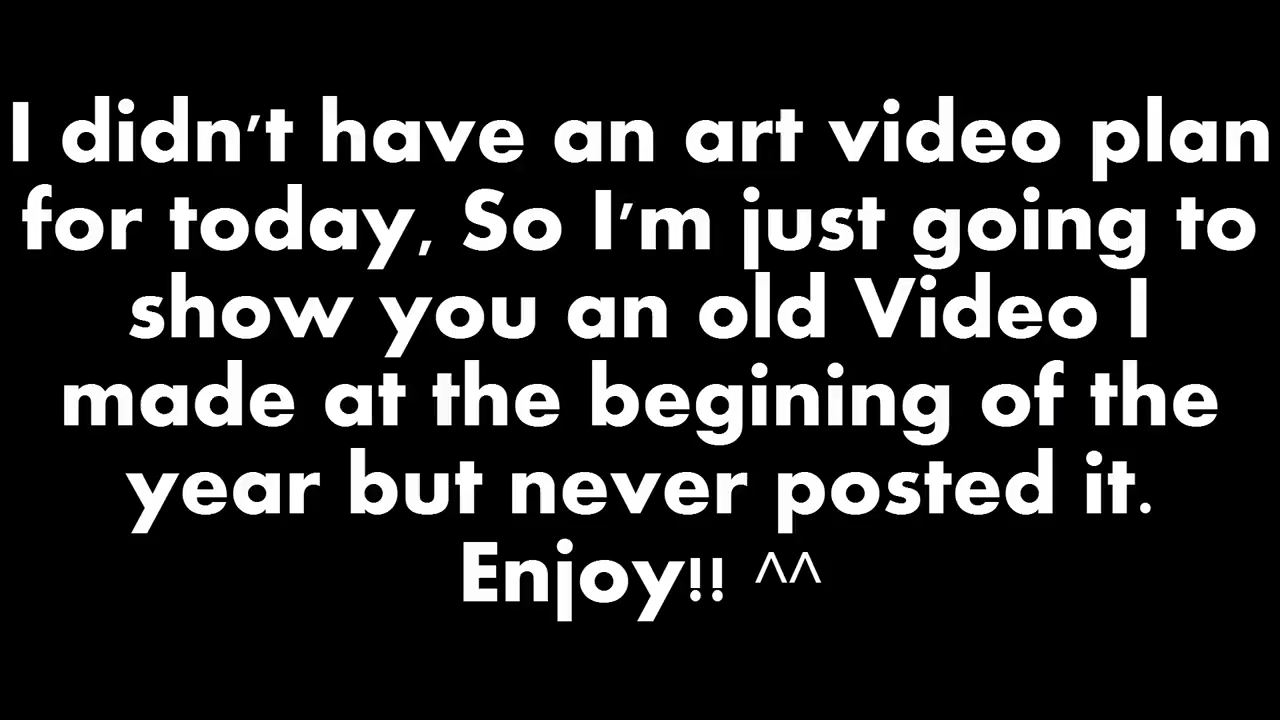 I didn't have an art video plan
for today, So I'm just going to
show you an old Video I
made at the begining of the
year but never posted it.
Enjoy!! ^^